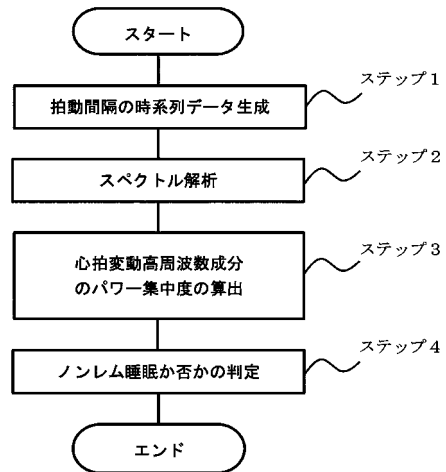 スタート
ステップ1
拍動間隔の時系列データ生成
ステップ2
スペクトル解析
ステップ3
心拍変動高周波数成分
のパワー集中度の算出
ステップ4
ノンレム睡眠か否かの判定
エンド